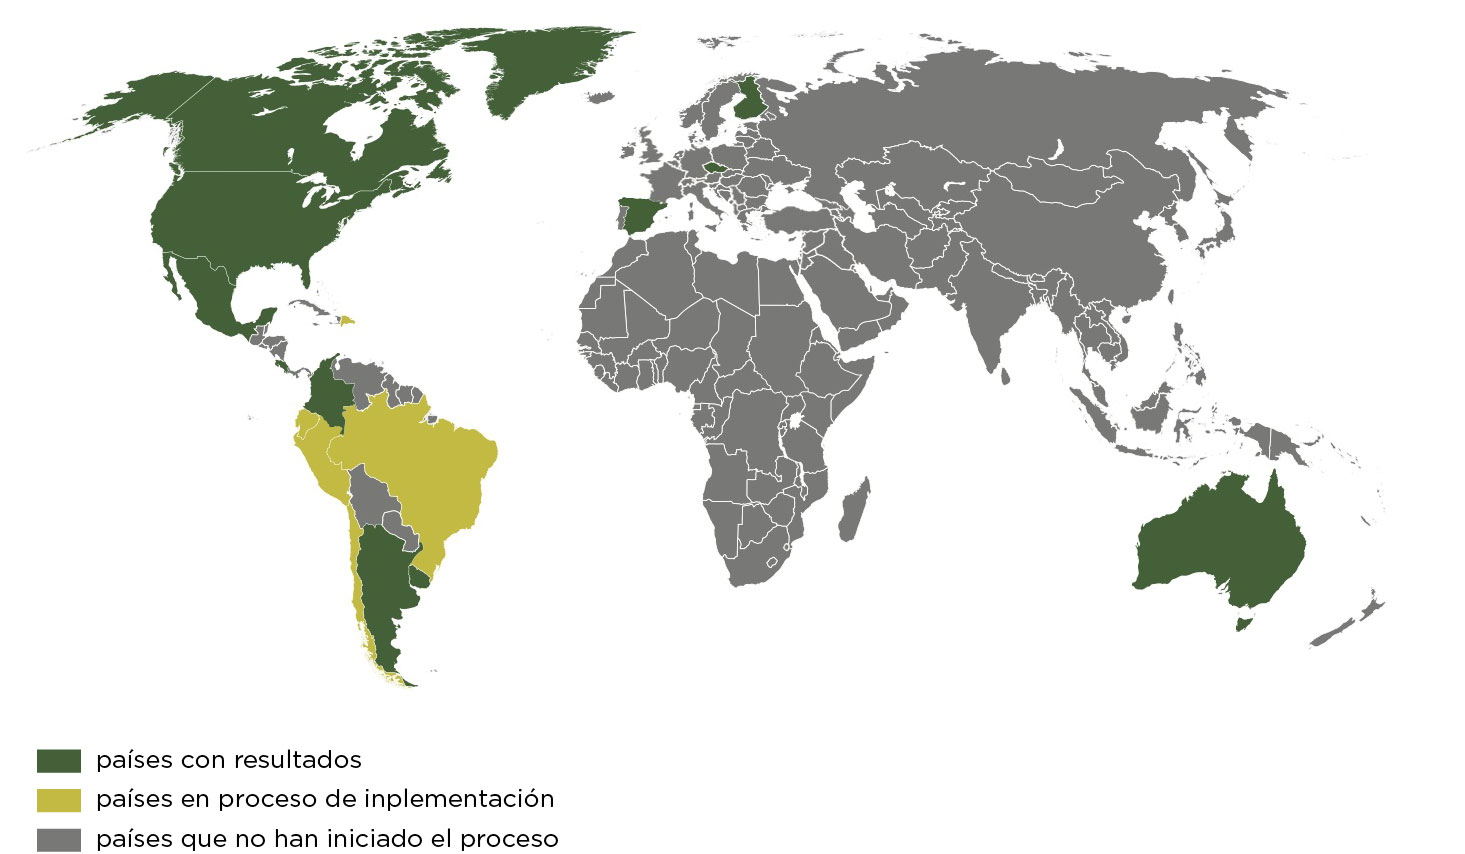 países con resultados
países en proceso de inplementación
países que no han iniciado el proceso